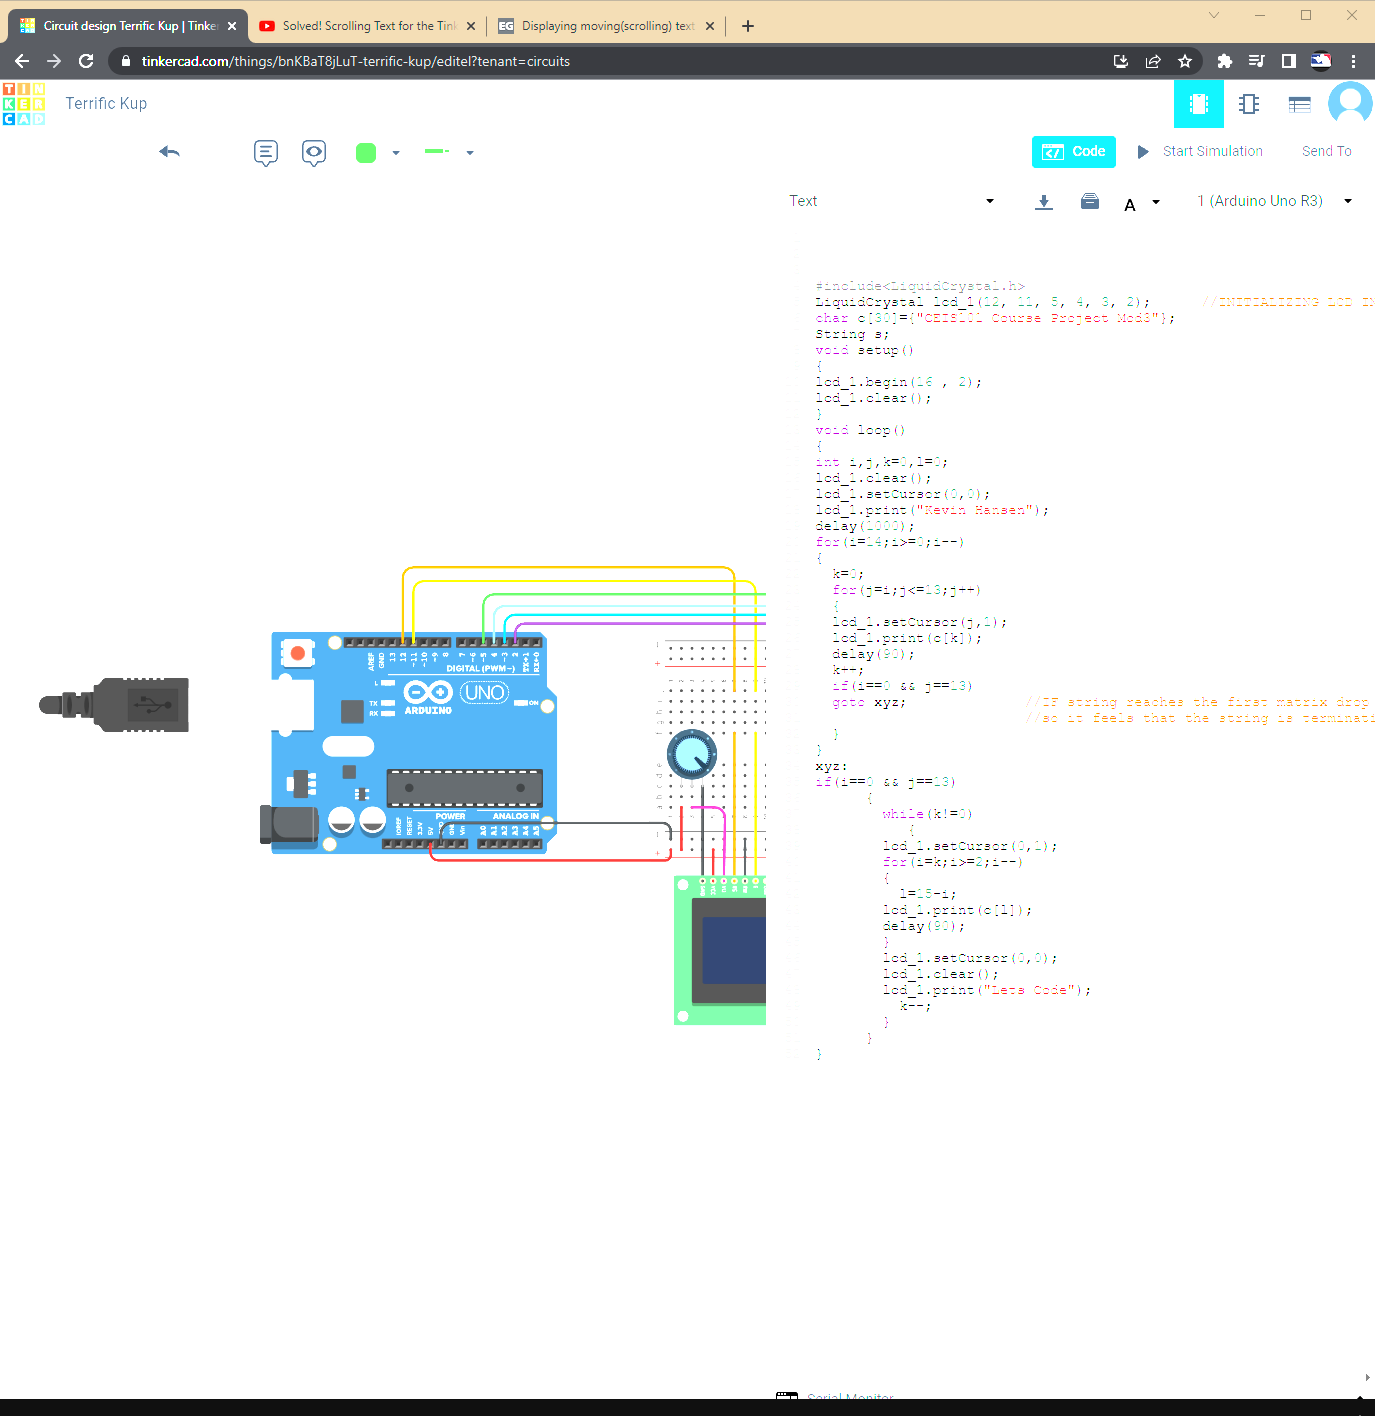 Circuit design Terrific Kup | Tinke
Solved! Scrolling Text for the Tin
EG Displaying moving(scrolling) text
tinkercad.com/things/bnKBaT8jLuT-terrific-kup/editel?tenant=circuits
TIN
KER
CAD
Terrific Kup
Code
Start Simulation
Send To
Text
A
1 (Arduino Uno R3)
#include<LiquidCrystal.h>
LiquidCrystal lcd_1(12, 11, 5, 4, 3, 2); //INITIALIZING LCD IN
char c[30]={"CEIS101 Course Project Mod3"};
String s;
void setup()
{
lcd_1.begin(16 , 2);
lcd_1.clear();
}
void loop()
{
int i,j,k=0,l=0;
lcd_1.clear();
lcd_1.setCursor(0,0);
lcd_1.print("Kevin Hansen");
delay(1000);
for(i=14;i>=0;i--)
{
k=0;
for(j=i;j<=13;j++)
{
lcd_1.setCursor(j,1);
lcd_1.print(c[k]);
delay(90);
k++;
if(i==0 && j==13)
goto xyz; //IF string reaches the first matrix drop
//so it feels that the string is terminati
}
}
xyz:
if(i==0 && j==13)
{
while(k!=0)
{
lcd_1.setCursor(0,1);
for(i=k;i>=2;i--)
{
l=15-i;
lcd_1.print(c[l]);
delay(90);
}
lcd_1.setCursor(0,0);
lcd_1.clear();
lcd_1.print("Lets Code");
k--;
}
}
}
AREF
GND
13
12
~11
~10
~9
8
7
~6
~5
4
~3
2
TX→1
RX←0
DIGITAL (PWM~)
L
TX
RX
ARDUINO
UNO
ON
POWER
ANALOG IN
IOREF
RESET
3.3V
5V
GND
Vin
A0
A1
A2
A3
A4
A5
Serial Monitor